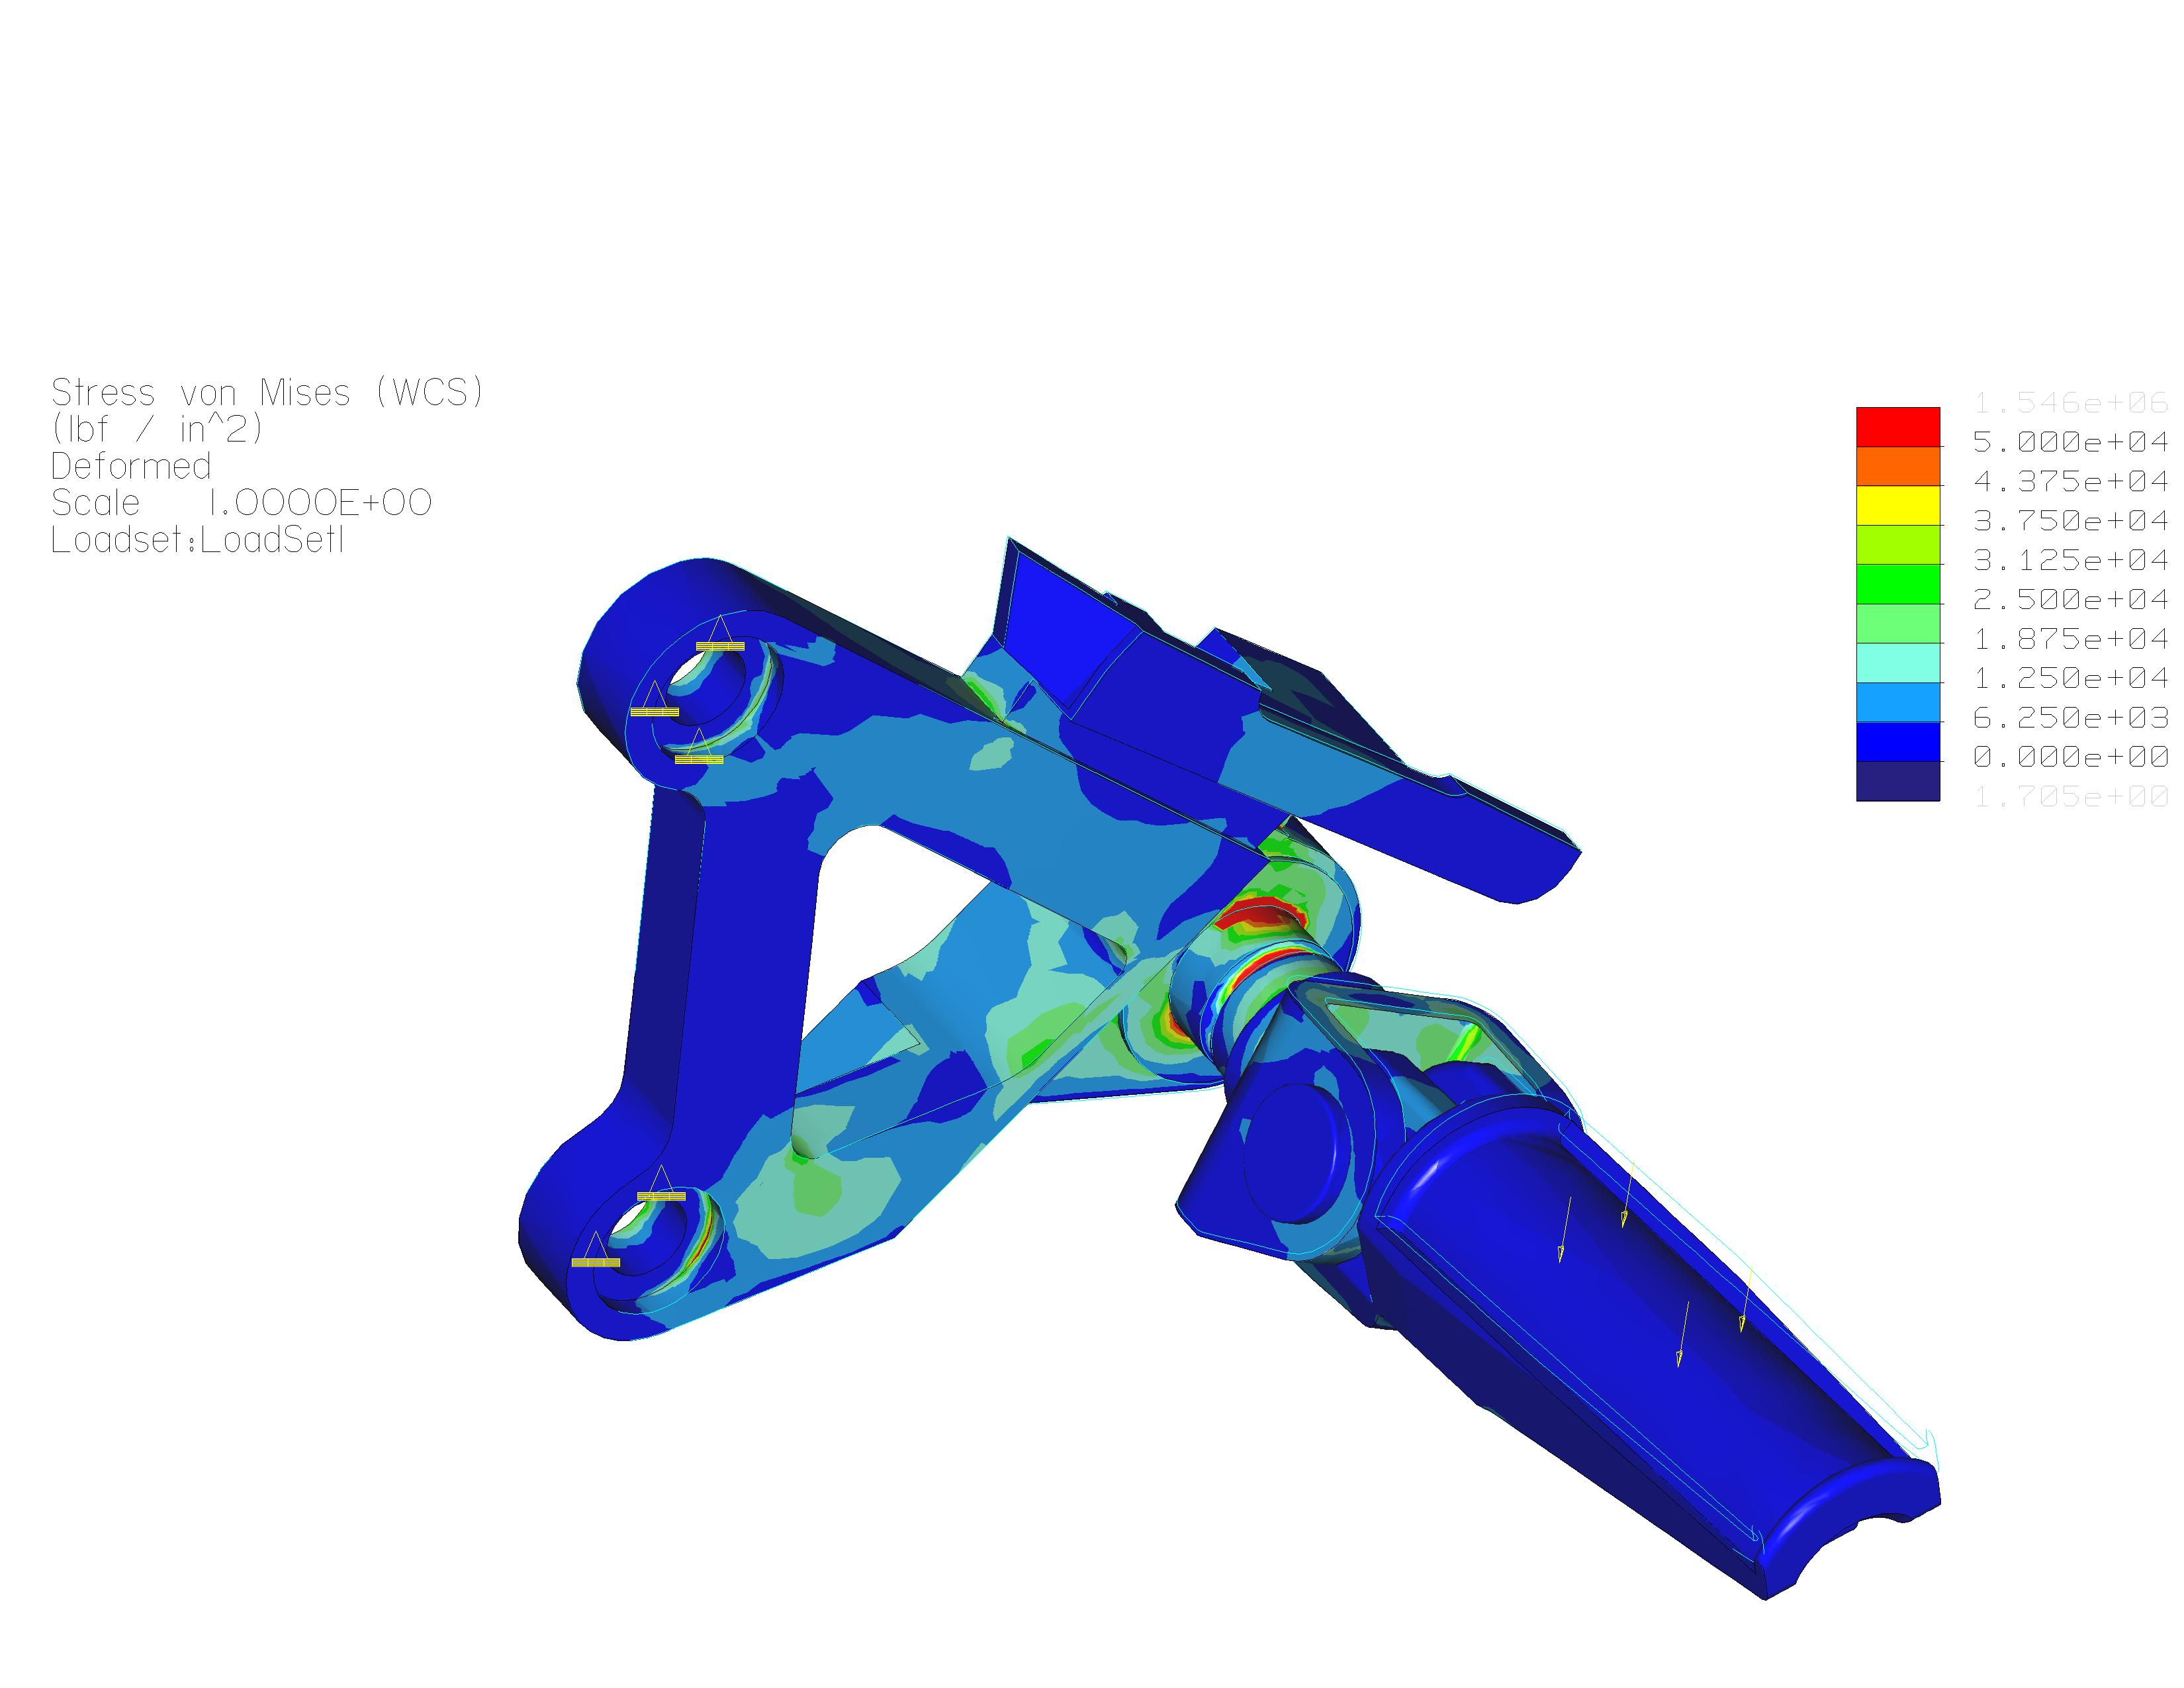 Stress von Mises (WCS)
(lbf / in^2)
Deformed
Scale 1.0000E+00
Loadset:LoadSet1
1.546e+06
5.000e+04
4.375e+04
3.750e+04
3.125e+04
2.500e+04
1.875e+04
1.250e+04
6.250e+03
0.000e+00
1.705e+00